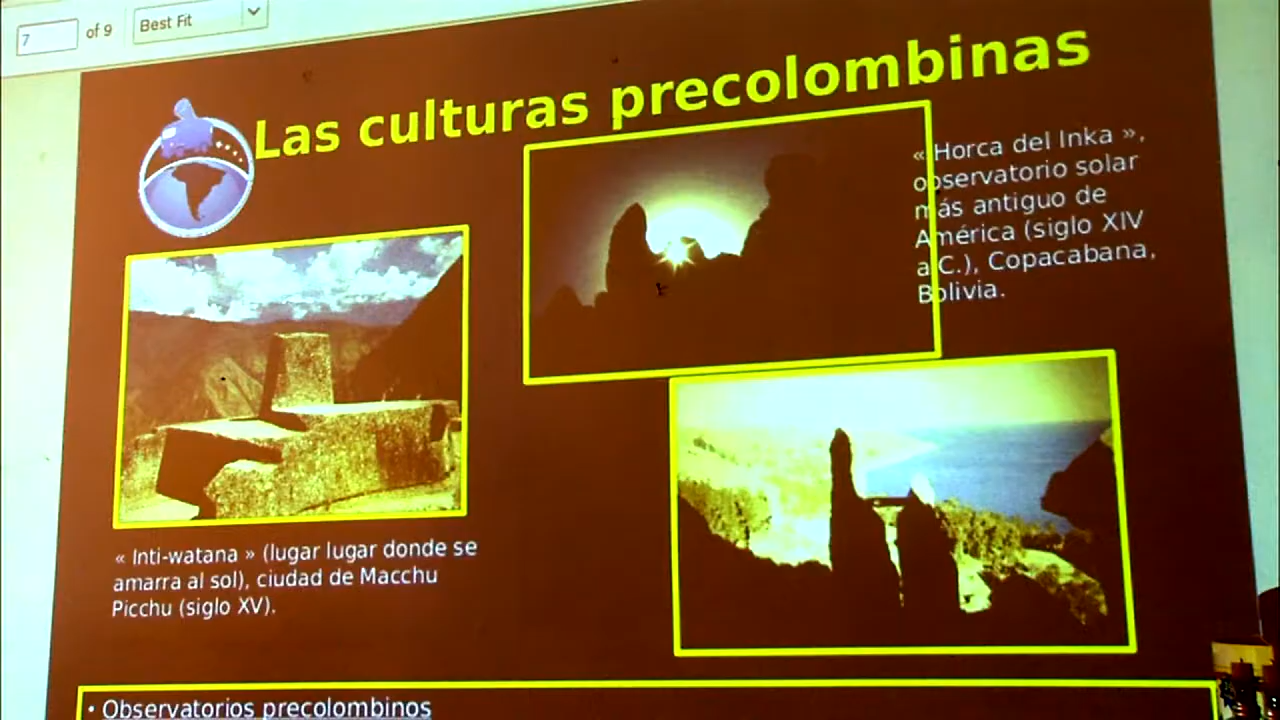 7 of 9 Best Fit
Las culturas precolombinas
« Horca del Inka »,
observatorio solar
más antiguo de
América (siglo XIV
a.C.), Copacabana,
Bolivia.
« Inti-watana » (lugar lugar donde se
amarra al sol), ciudad de Macchu
Picchu (siglo XV).
• Observatorios precolombinos